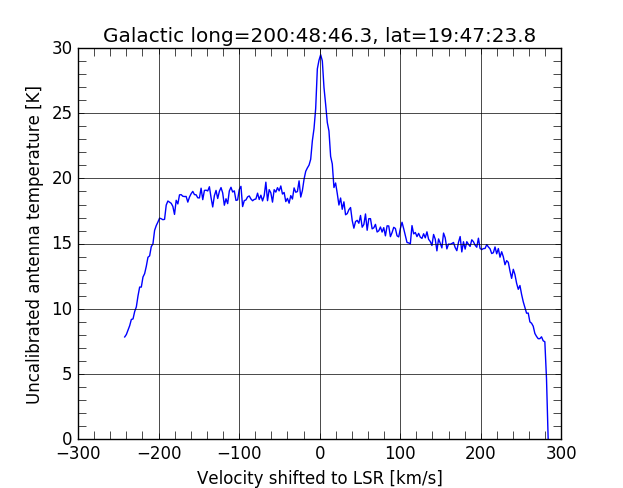 Galactic long=200:48:46.3, lat=19:47:23.8
Uncalibrated antenna temperature [K]
30
25
20
15
10
5
0
−300 −200 −100 0 100 200 300
Velocity shifted to LSR [km/s]